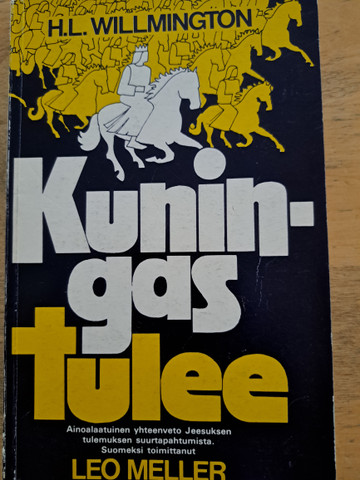 H.L. WILLMINGTON
Kunin-
gas
tulee
Ainoalaatuinen yhteenveto Jeesuksen
tulemuksen suurtapahtumista.
Suomeksi toimittanut
LEO MELLER